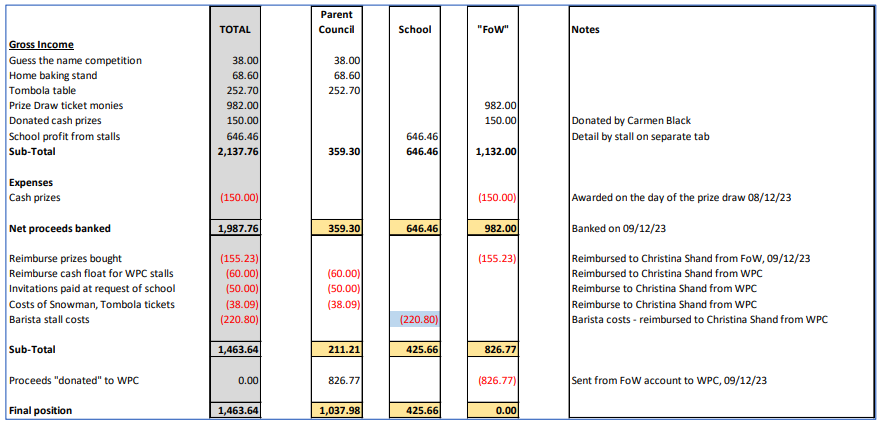 Parent
TOTAL Council School "FoW" Notes
Gross Income
Guess the name competition 38.00 38.00
Home baking stand 68.60 68.60
Tombola table 252.70 252.70
Prize Draw ticket monies 982.00 982.00
Donated cash prizes 150.00 150.00 Donated by Carmen Black
School profit from stalls 646.46 646.46 Detail by stall on separate tab
Sub-Total 2,137.76 359.30 646.46 1,132.00
Expenses
Cash prizes (150.00) (150.00) Awarded on the day of the prize draw 08/12/23
Net proceeds banked 1,987.76 359.30 646.46 982.00 Banked on 09/12/23
Reimburse prizes bought (155.23) (155.23) Reimbursed to Christina Shand from FoW, 09/12/23
Reimburse cash float for WPC stalls (60.00) (60.00) Reimbursed to Christina Shand from WPC
Invitations paid at request of school (50.00) (50.00) Reimburse to Christina Shand from WPC
Costs of Snowman, Tombola tickets (38.09) (38.09) Reimburse to Christina Shand from WPC
Barista stall costs (220.80) (220.80) Barista costs - reimbursed to Christina Shand from WPC
Sub-Total 1,463.64 211.21 425.66 826.77
Proceeds "donated" to WPC 0.00 826.77 (826.77) Sent from FoW account to WPC, 09/12/23
Final position 1,463.64 1,037.98 425.66 0.00